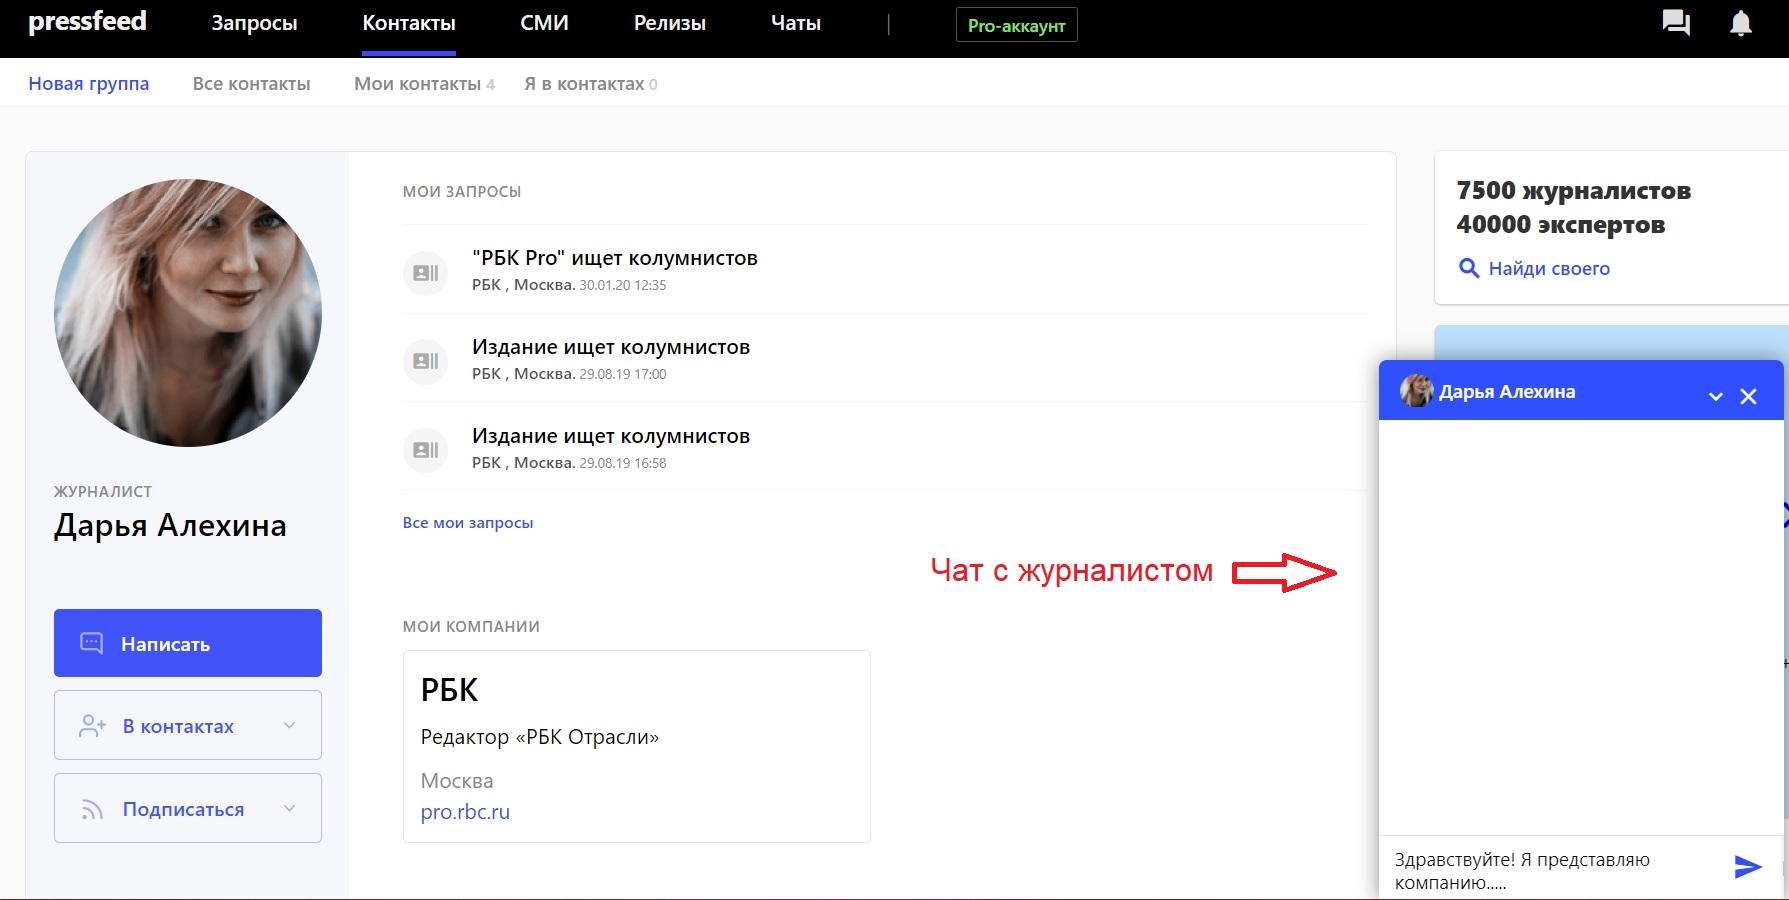 pressfeed
Запросы
Контакты
СМИ
Релизы
Чаты
Pro-аккаунт
Новая группа
Все контакты
Мои контакты 4
Я в контактах 0
ЖУРНАЛИСТ
Дарья Алехина
Написать
В контактах
Подписаться
МОИ ЗАПРОСЫ
"РБК Pro" ищет колумнистов
РБК , Москва. 30.01.20 12:35
Издание ищет колумнистов
РБК , Москва. 29.08.19 17:00
Издание ищет колумнистов
РБК , Москва. 29.08.19 16:58
Все мои запросы
Чат с журналистом
МОИ КОМПАНИИ
РБК
Редактор «РБК Отрасли»
Москва
pro.rbc.ru
7500 журналистов
40000 экспертов
Найди своего
Дарья Алехина
Здравствуйте! Я представляю
компанию.....